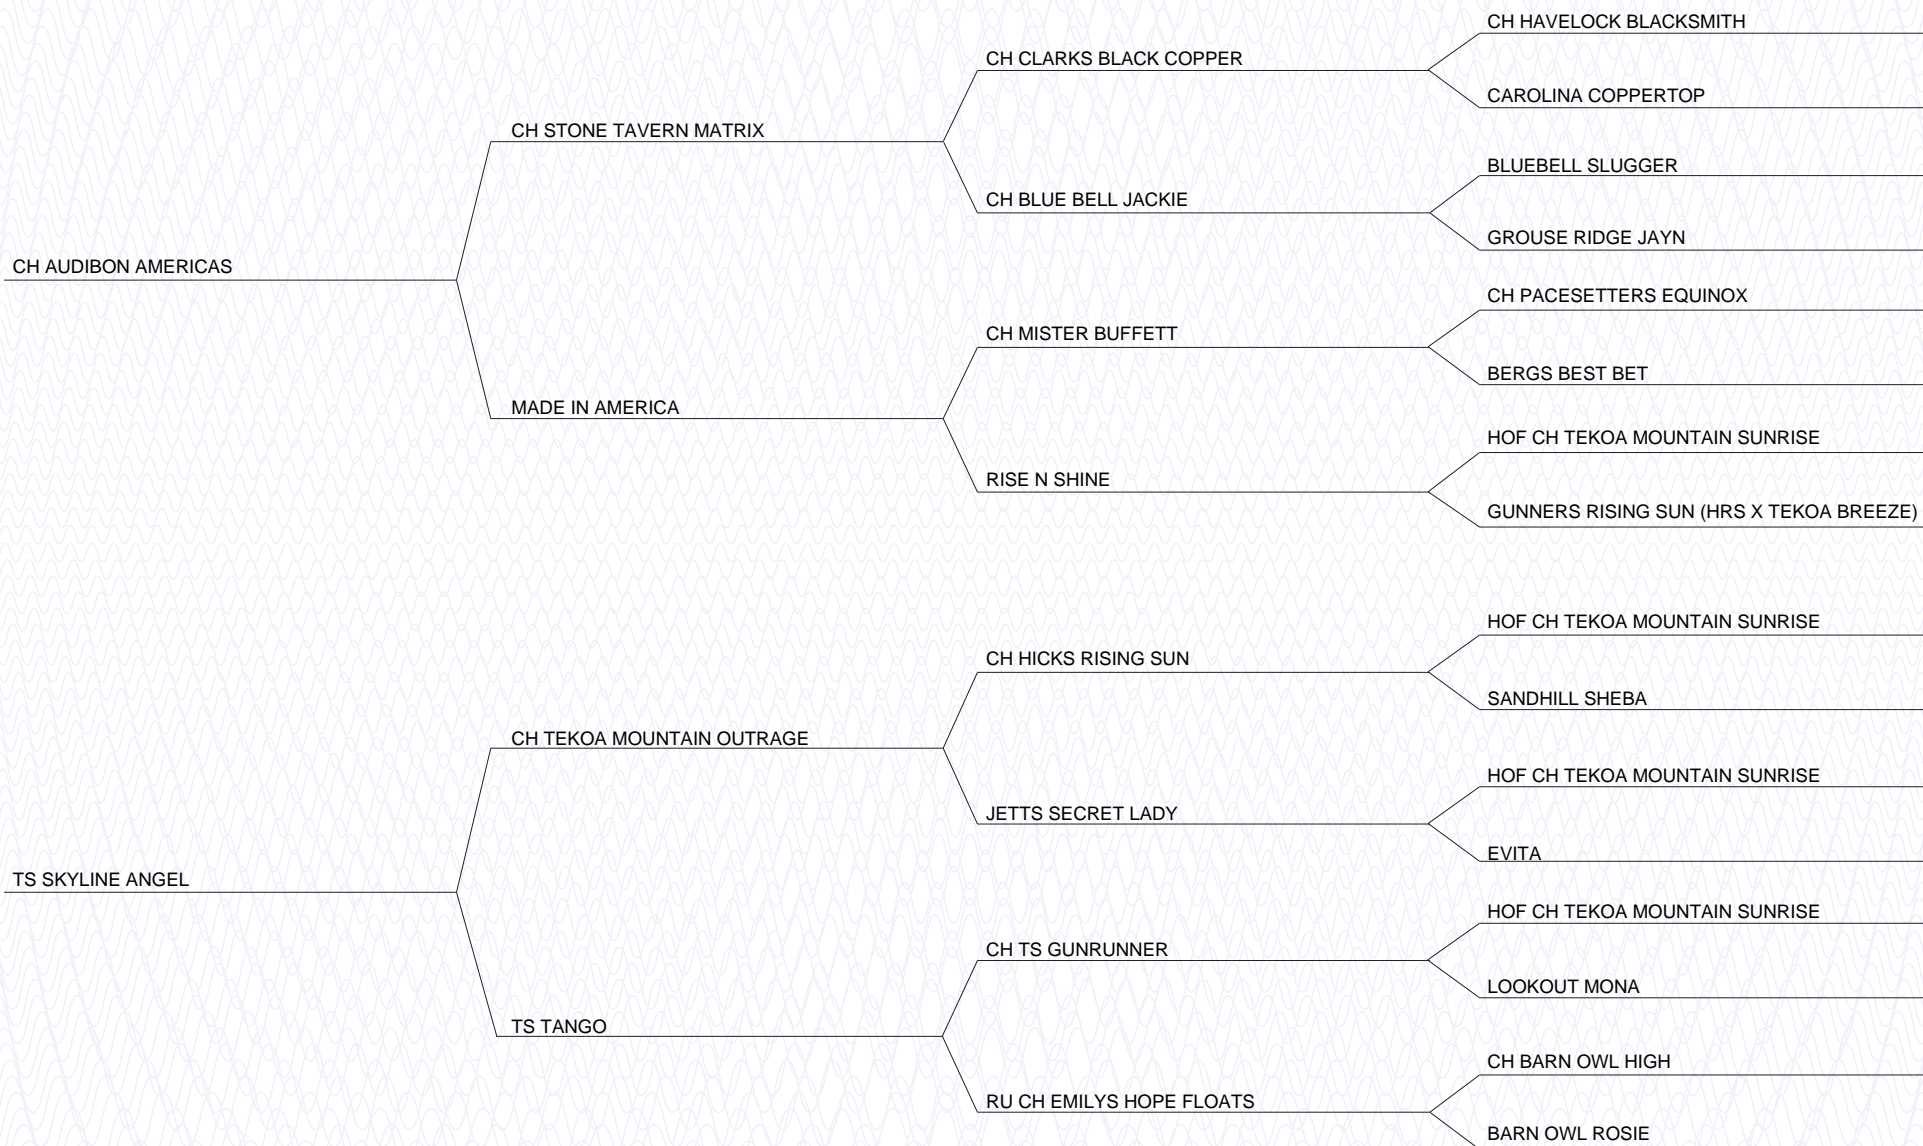 CH HAVELOCK BLACKSMITH
CH CLARKS BLACK COPPER
CAROLINA COPPERTOP
CH STONE TAVERN MATRIX
BLUEBELL SLUGGER
CH BLUE BELL JACKIE
GROUSE RIDGE JAYN
CH AUDIBON AMERICAS
CH PACESETTERS EQUINOX
CH MISTER BUFFETT
BERGS BEST BET
MADE IN AMERICA
HOF CH TEKOA MOUNTAIN SUNRISE
RISE N SHINE
GUNNERS RISING SUN (HRS X TEKOA BREEZE)
HOF CH TEKOA MOUNTAIN SUNRISE
CH HICKS RISING SUN
SANDHILL SHEBA
CH TEKOA MOUNTAIN OUTRAGE
HOF CH TEKOA MOUNTAIN SUNRISE
JETTS SECRET LADY
EVITA
TS SKYLINE ANGEL
HOF CH TEKOA MOUNTAIN SUNRISE
CH TS GUNRUNNER
LOOKOUT MONA
TS TANGO
CH BARN OWL HIGH
RU CH EMILYS HOPE FLOATS
BARN OWL ROSIE